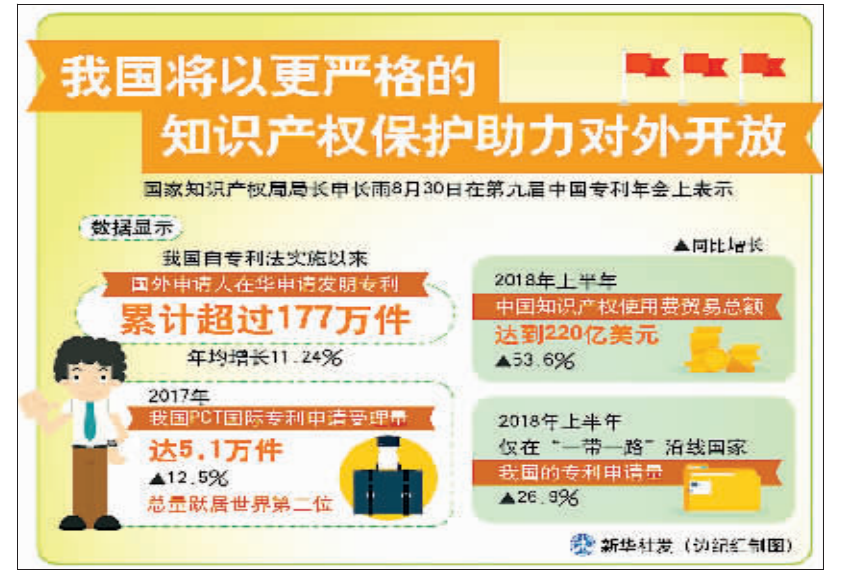 我国将以更严格的
知识产权保护助力对外开放
国家知识产权局局长申长雨8月30日在第九届中国专利年会上表示
数据显示
▲同比增长
我国自专利法实施以来
国外申请人在华申请发明专利
累计超过177万件
年均增长11.24%
2017年
我国PCT国际专利申请受理量
达5.1万件
▲12.5%
总量跃居世界第二位
2018年上半年
中国知识产权使用费贸易总额
达到220亿美元
▲53.6%
2018年上半年
仅在“一带一路”沿线国家
我国的专利申请量
▲26.9%
新华社发（边纪红制图）